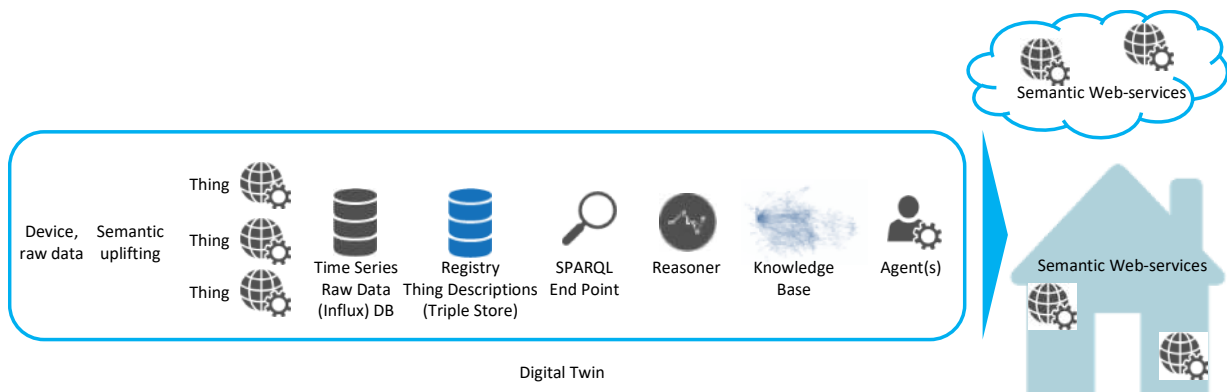 Semantic Web-services
Thing
Device,
raw data
Semantic
uplifting
Thing
Thing
Time Series
Raw Data
(Influx) DB
Registry
Thing Descriptions
(Triple Store)
SPARQL
End Point
Reasoner
Knowledge
Base
Agent(s)
Semantic Web-services
Digital Twin